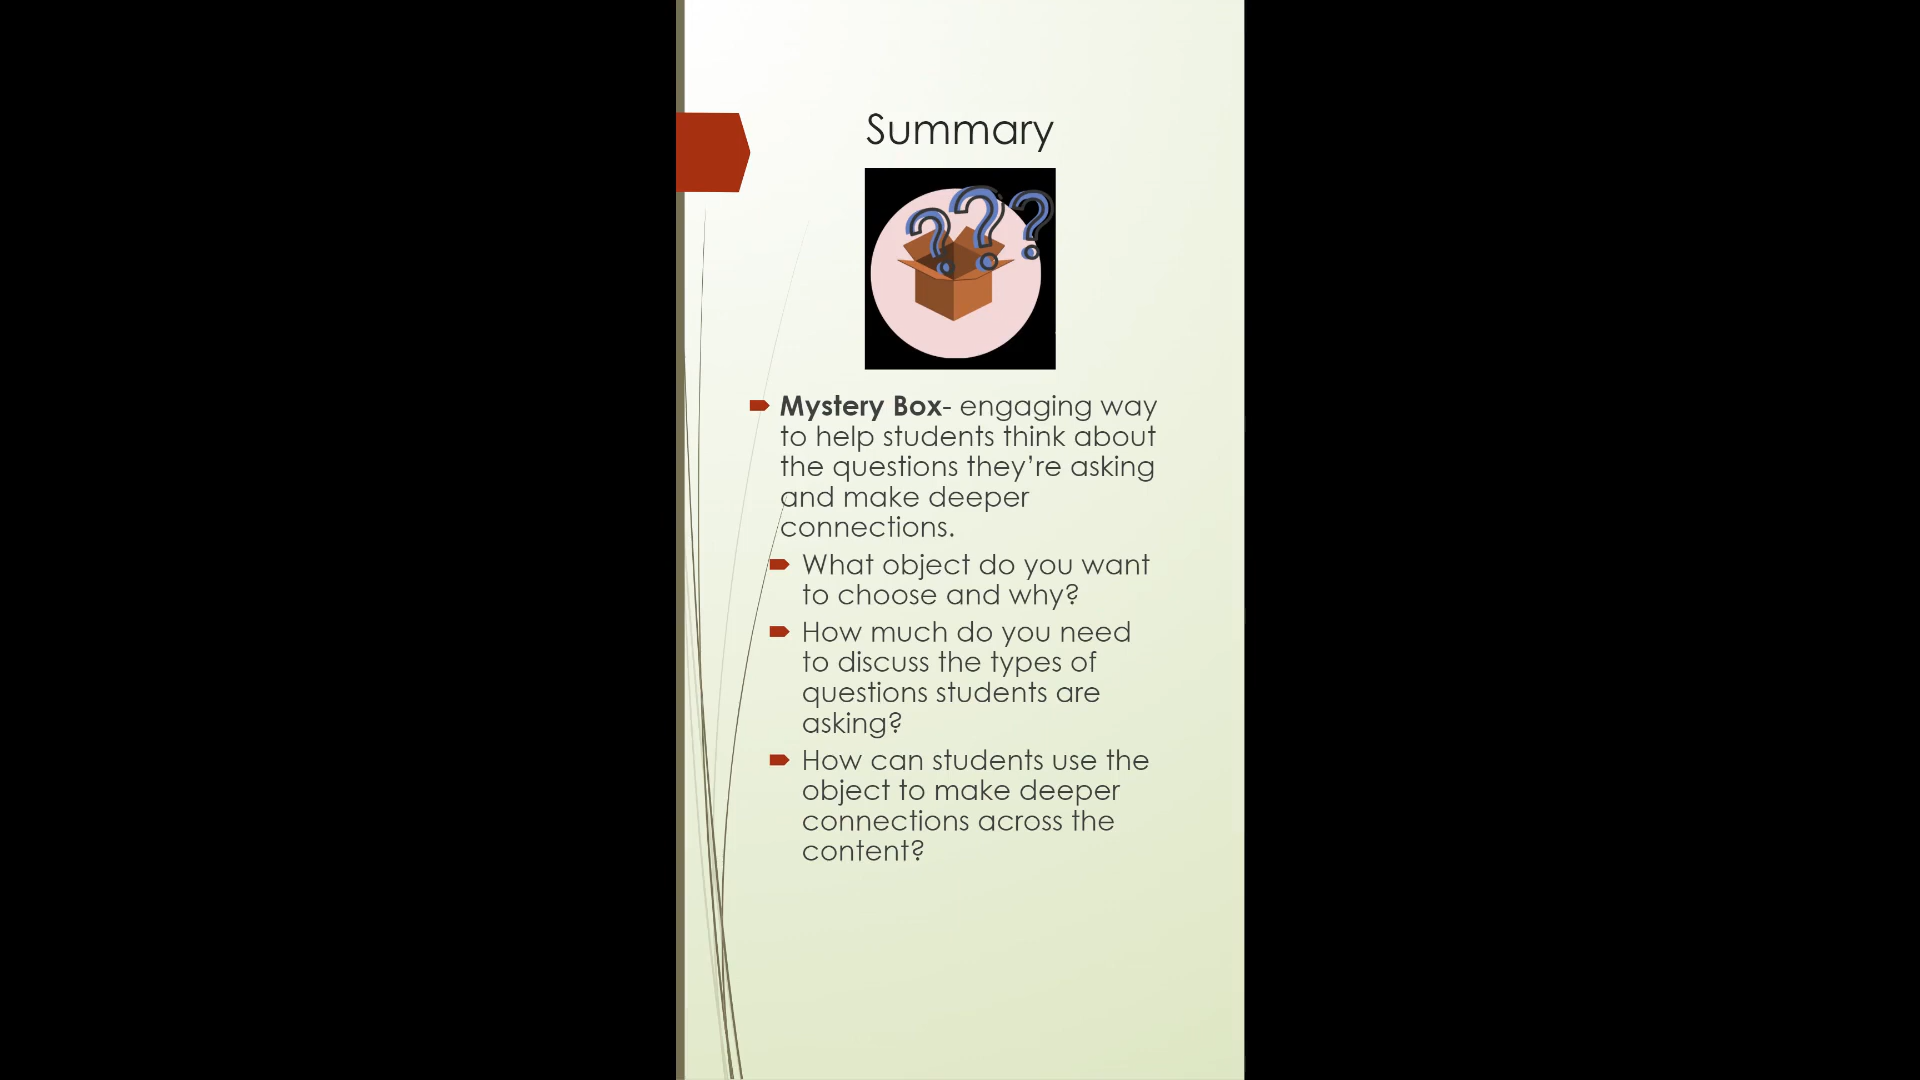 Summary
???
Mystery Box- engaging way
to help students think about
the questions they’re asking
and make deeper
connections.
What object do you want
to choose and why?
How much do you need
to discuss the types of
questions students are
asking?
How can students use the
object to make deeper
connections across the
content?